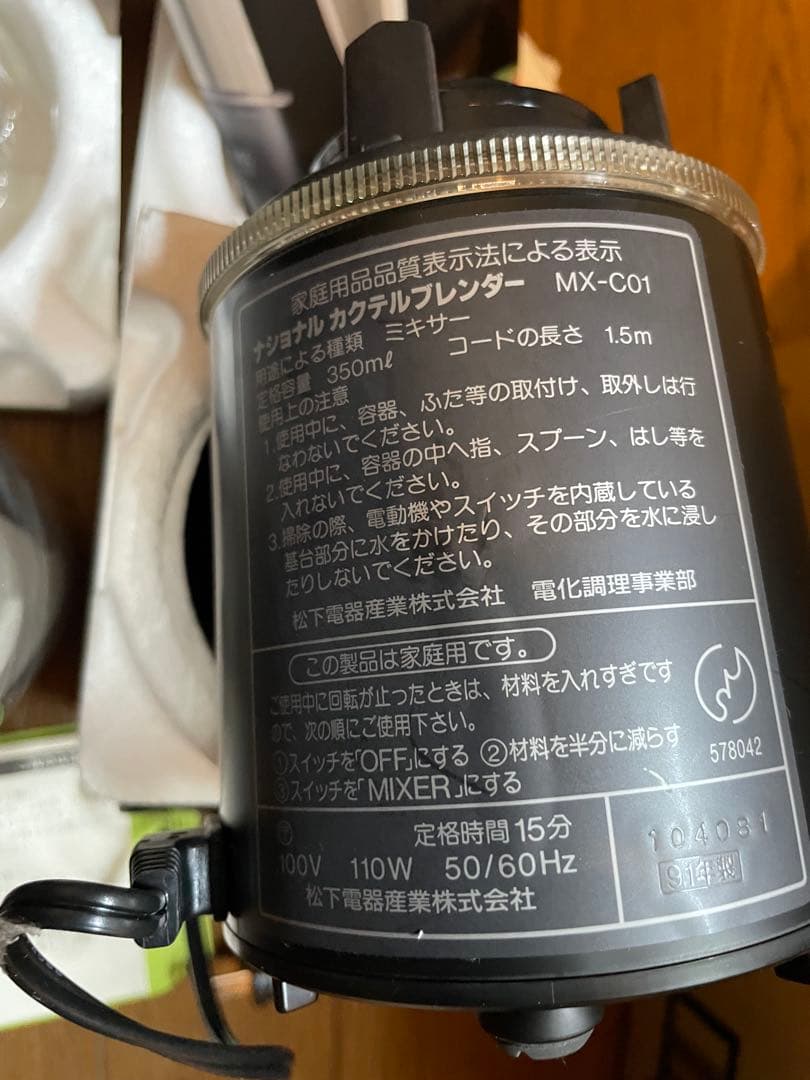 家庭用品品質表示法による表示
ナショナル カクテルブレンダー MX-C01
用途による種類 ミキサー
定格容量 350mℓ コードの長さ 1.5m
使用上の注意
1.使用中に、容器、ふた等の取付け、取外しは行
なわないでください。
2.使用中に、容器の中へ指、スプーン、はし等を
入れないでください。
3.掃除の際、電動機やスイッチを内蔵している
基台部分に水をかけたり、その部分を水に浸し
たりしないでください。
松下電器産業株式会社 電化調理事業部
この製品は家庭用です。
ご使用中に回転が止ったときは、材料を入れすぎです
ので、次の順にご使用下さい。
①スイッチを「OFF」にする ②材料を半分に減らす
③スイッチを「MIXER」にする
578042
〒 定格時間15分
100V 110W 50/60Hz
松下電器産業株式会社
104081
91年製